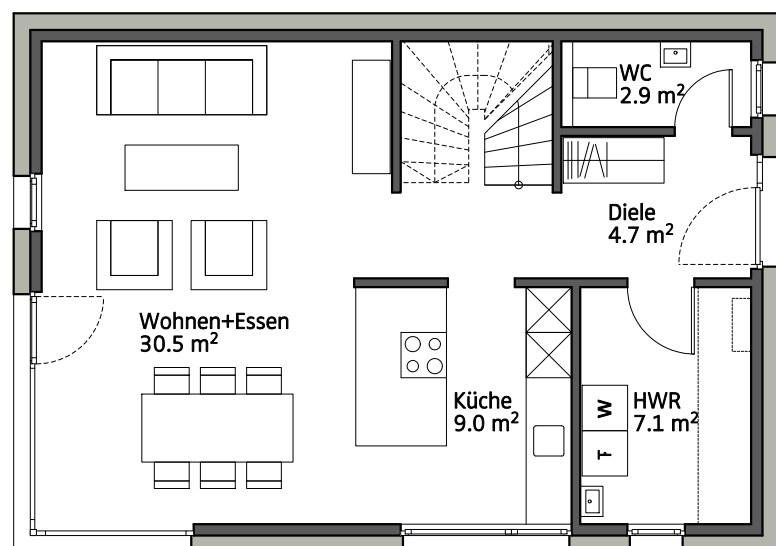 WC
2.9 m²
Diele
4.7 m²
Wohnen+Essen
30.5 m²
Küche
9.0 m²
HWR
7.1 m²
W
T